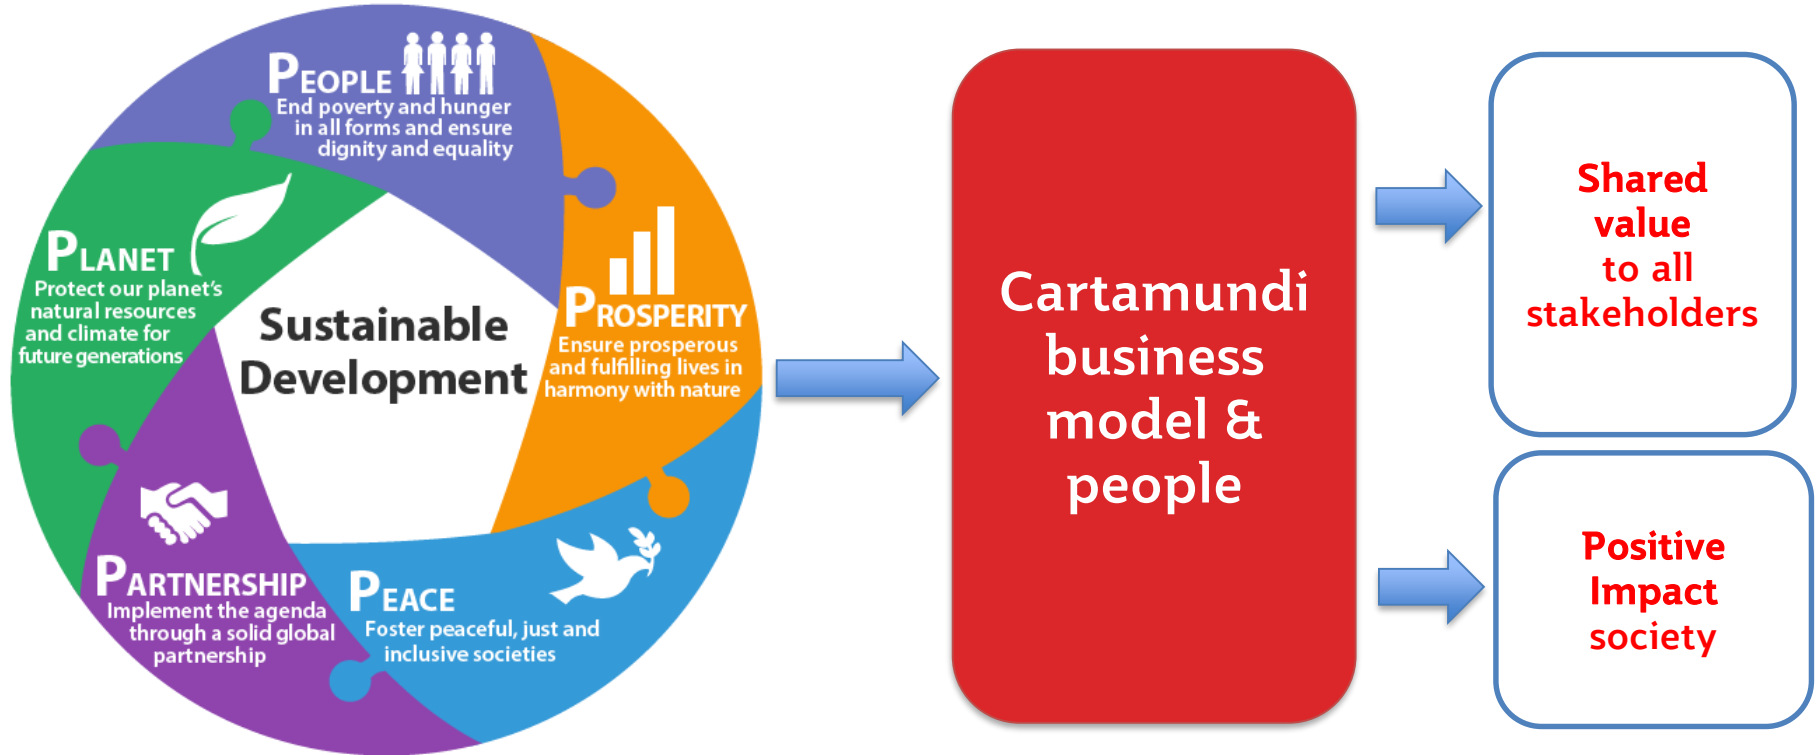 PEOPLE
End poverty and hunger
in all forms and ensure
dignity and equality
PLANET
Protect our planet's
natural resources
and climate for
future generations
Sustainable
Development
PROSPERITY
Ensure prosperous
and fulfilling lives in
harmony with nature
PARTNERSHIP
Implement the agenda
through a solid global
partnership
PEACE
Foster peaceful, just and
inclusive societies
Cartamundi
business
model &
people
Shared
value
to all
stakeholders
Positive
Impact
society